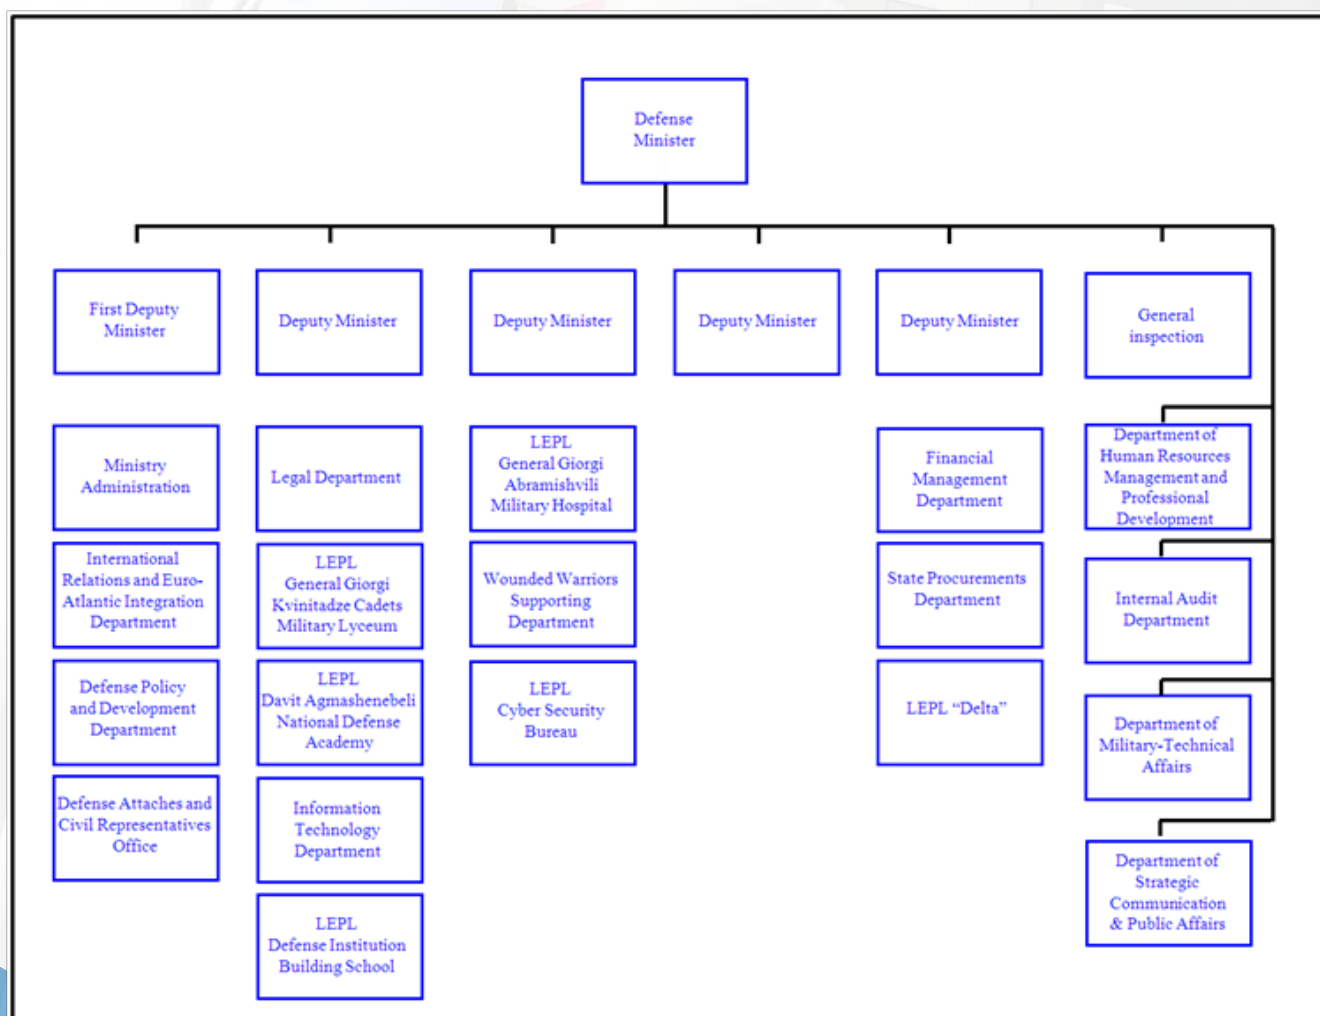 Defense
Minister
First Deputy
Minister
Deputy Minister
Deputy Minister
Deputy Minister
Deputy Minister
General
inspection
Ministry
Administration
International
Relations and Euro-
Atlantic Integration
Department
Defense Policy
and Development
Department
Defense Attaches and
Civil Representatives
Office
Legal Department
LEPL
General Giorgi
Kvinitadze Cadets
Military Lyceum
LEPL
Davit Agmashenebeli
National Defense
Academy
Information
Technology
Department
LEPL
Defense Institution
Building School
LEPL
General Giorgi
Abramishvili
Military Hospital
Wounded Warriors
Supporting
Department
LEPL
Cyber Security
Bureau
Financial
Management
Department
State Procurements
Department
LEPL “Delta”
Department of
Human Resources
Management and
Professional
Development
Internal Audit
Department
Department of
Military-Technical
Affairs
Department of
Strategic
Communication
& Public Affairs